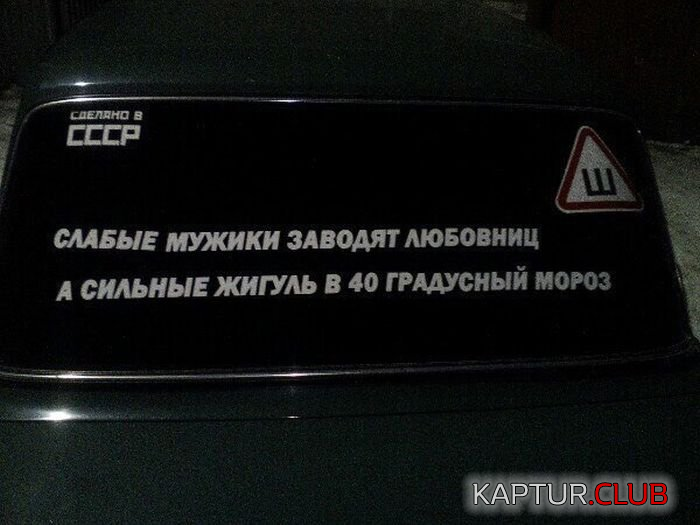 СДЕЛАНО В
СССР
Ш
СЛАБЫЕ МУЖИКИ ЗАВОДЯТ ЛЮБОВНИЦ
А СИЛЬНЫЕ ЖИГУЛЬ В 40 ГРАДУСНЫЙ МОРОЗ
KAPTUR.CLUB